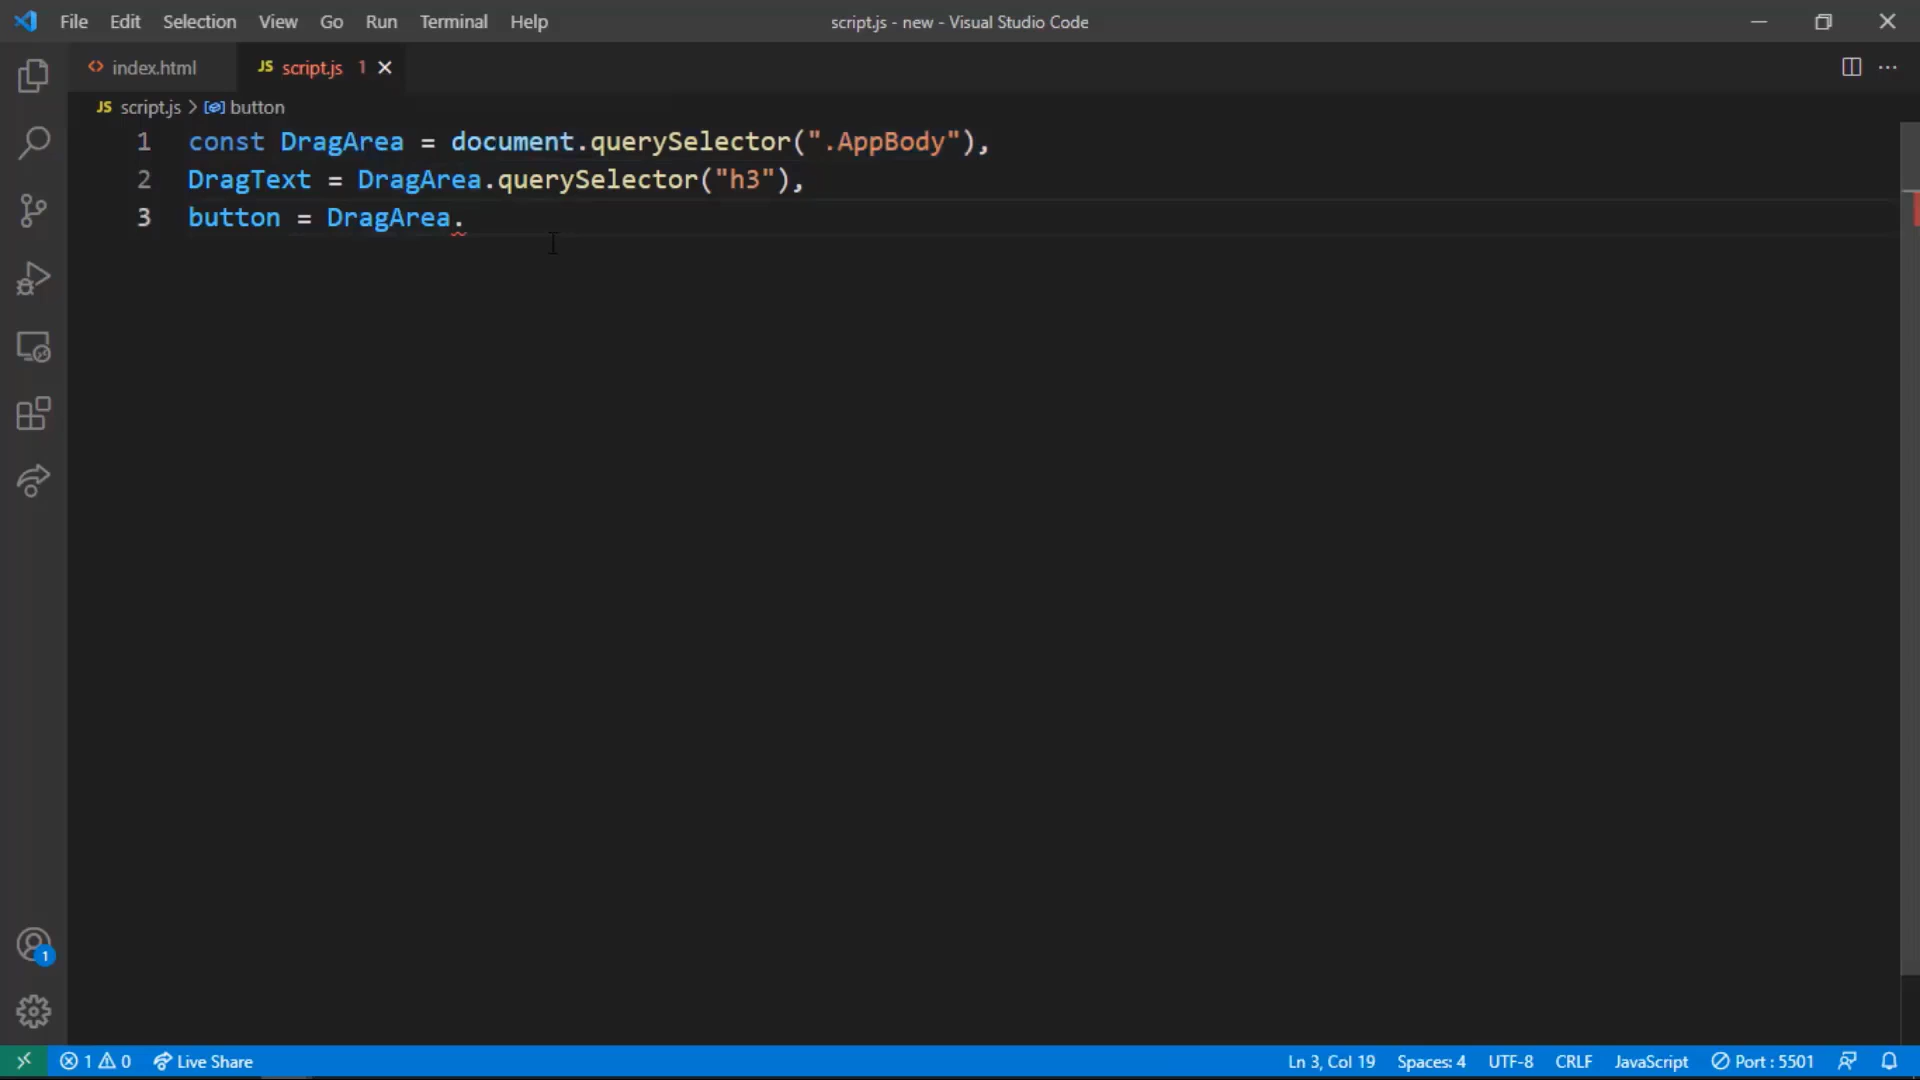 File Edit Selection View Go Run Terminal Help script.js - new - Visual Studio Code
index.html JS script.js 1
JS script.js > button
1 const DragArea = document.querySelector(".AppBody"),
2 DragText = DragArea.querySelector("h3"),
3 button = DragArea.
1
1 0 Live Share Ln 3, Col 19 Spaces: 4 UTF-8 CRLF JavaScript Port : 5501